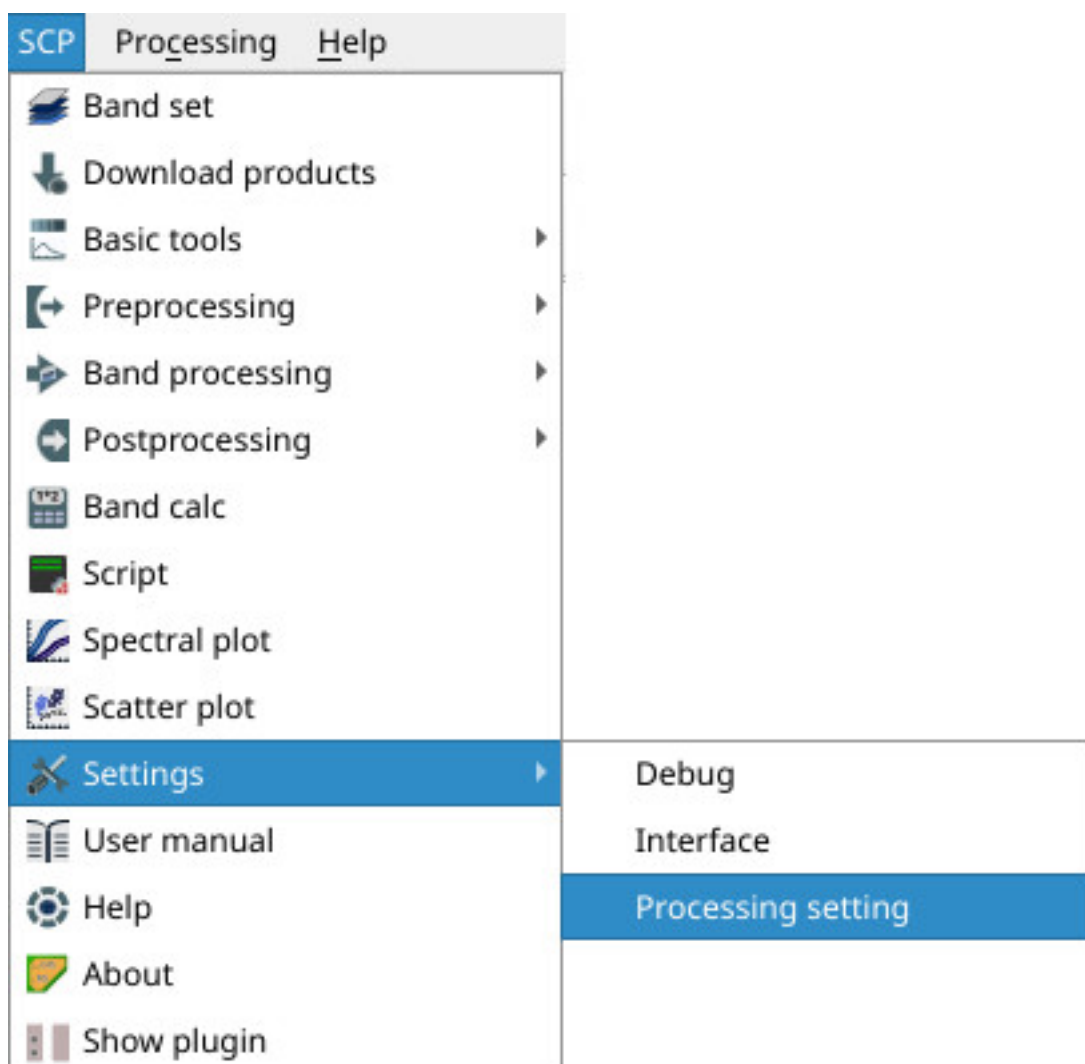 SCP Processing Help
Band set
Download products
Basic tools
Preprocessing
Band processing
Postprocessing
Band calc
Script
Spectral plot
Scatter plot
Settings
Debug
User manual
Interface
Help
Processing setting
About
Show plugin